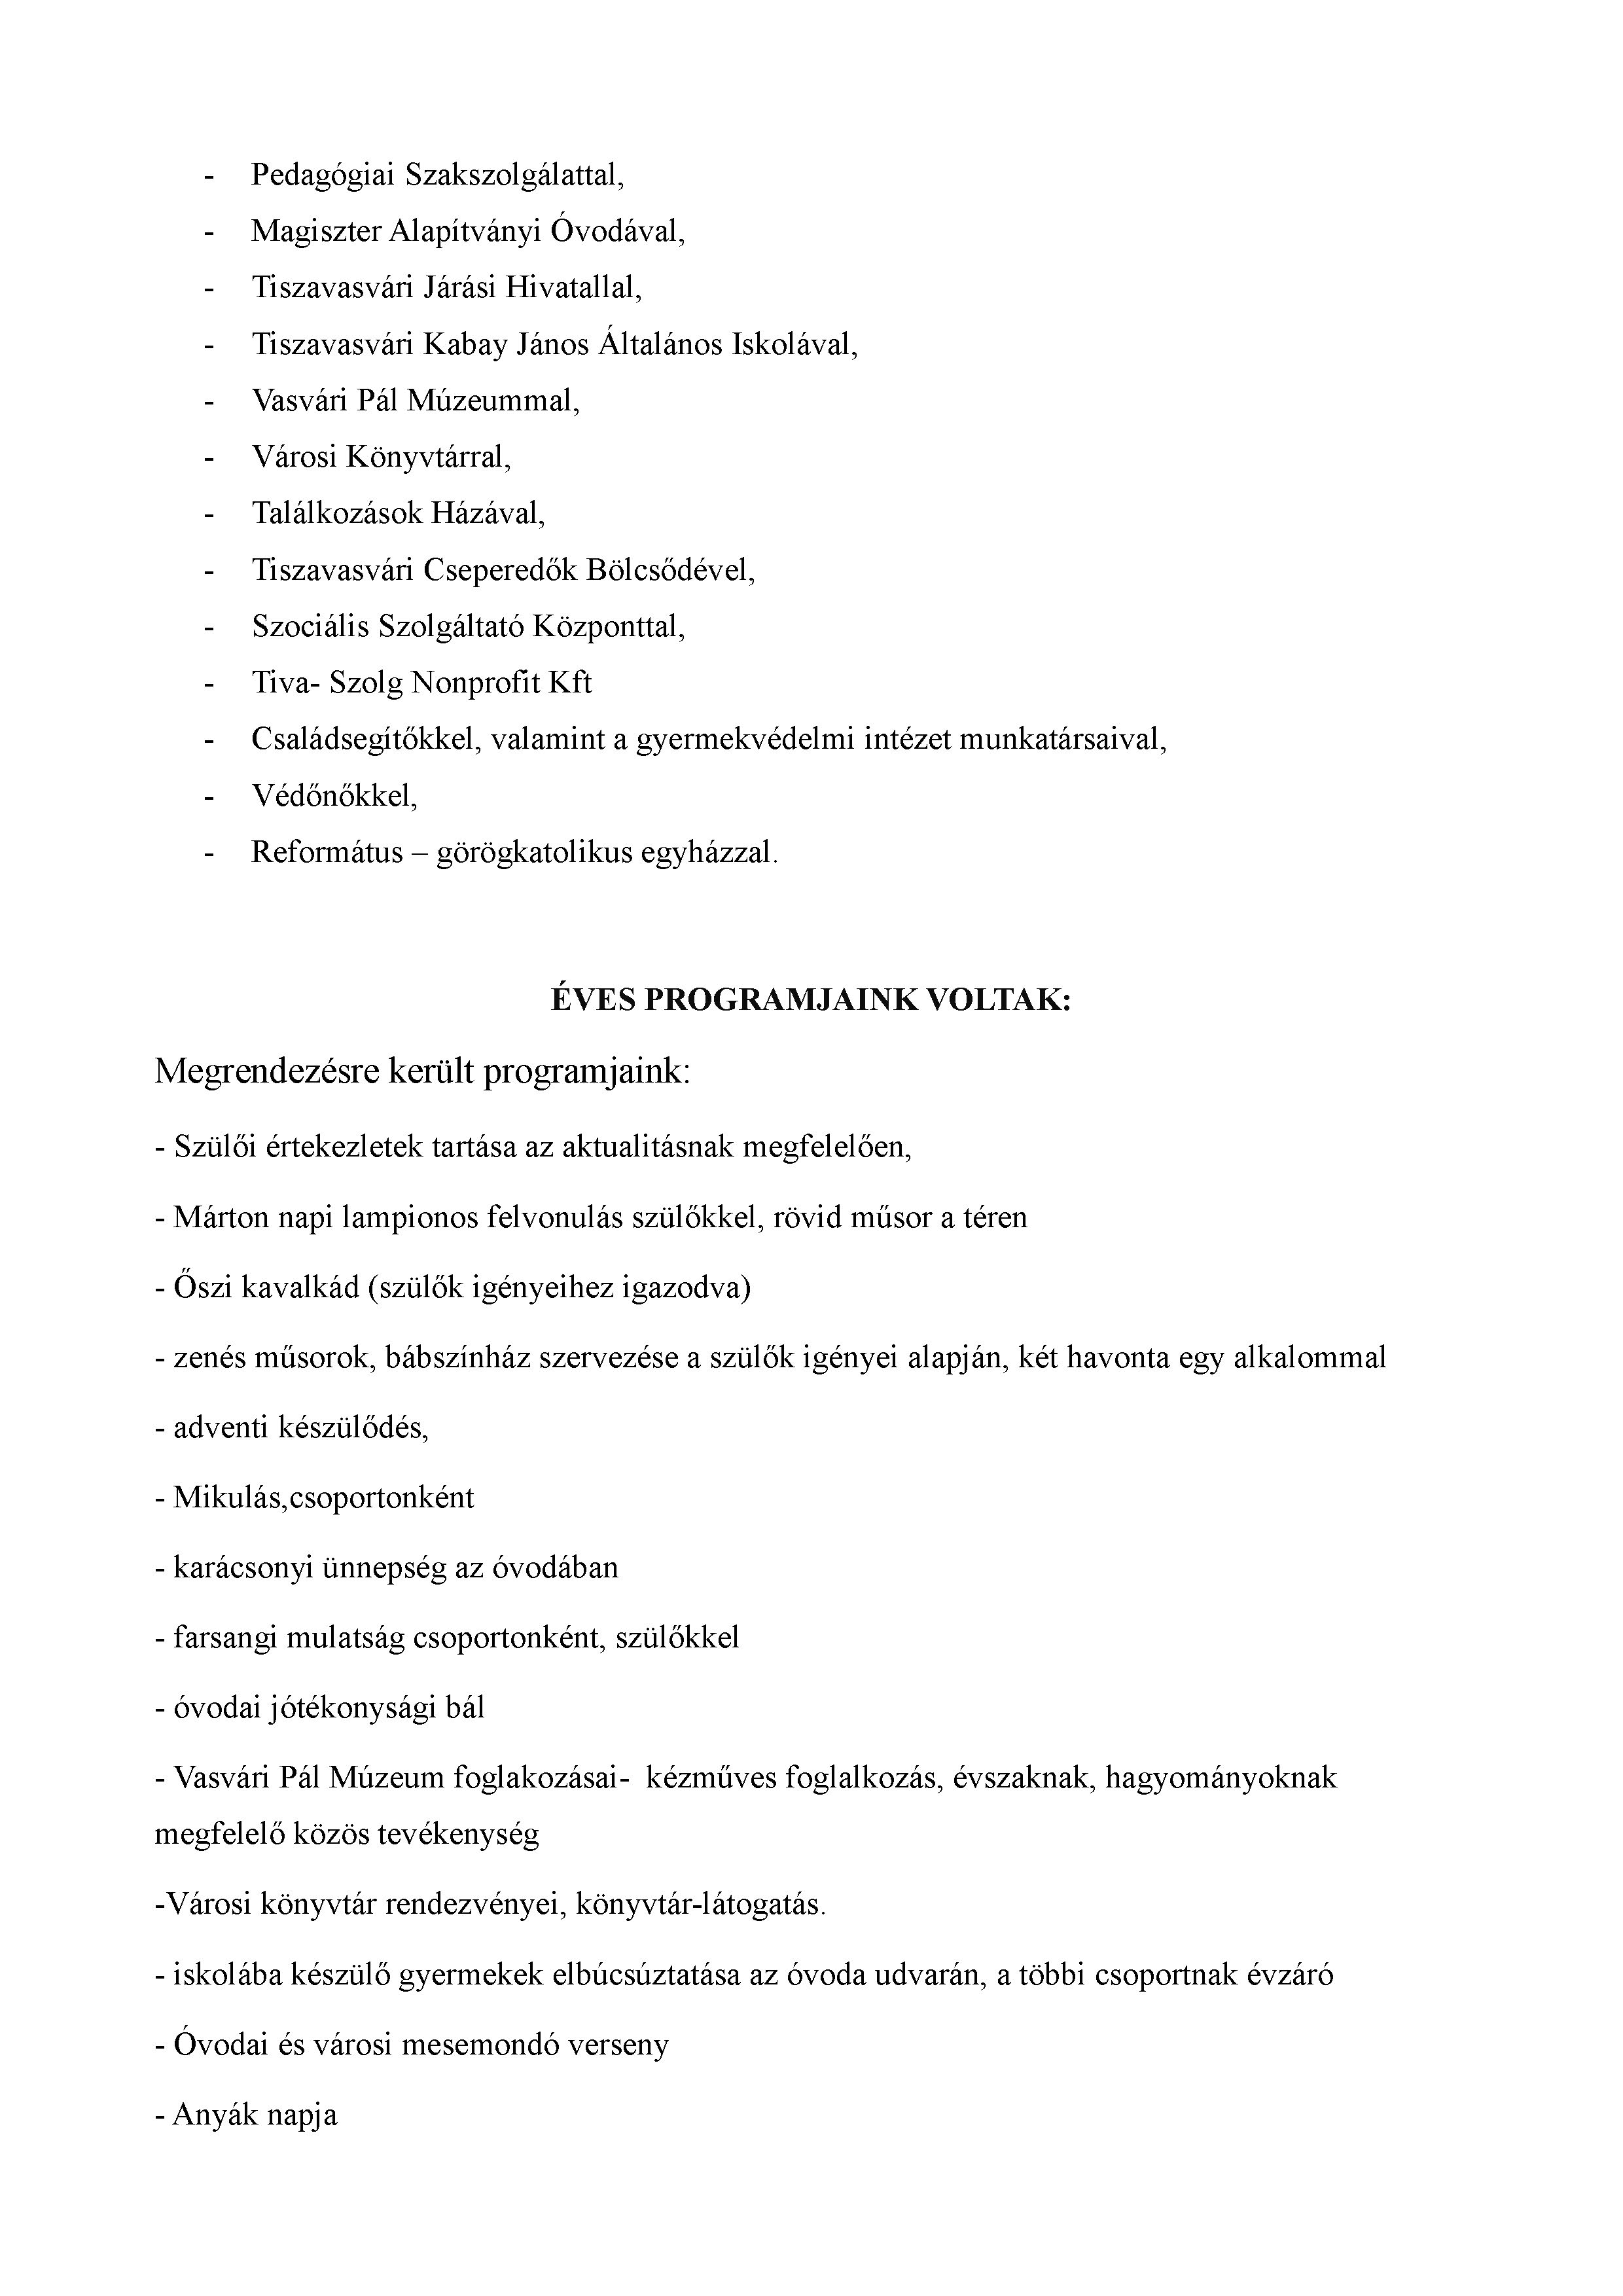 - Pedagógiai Szakszolgálattal,
- Magiszter Alapítványi Óvodával,
- Tiszavasvári Járási Hivatallal,
- Tiszavasvári Kabay János Általános Iskolával,
- Vasvári Pál Múzeummal,
- Városi Könyvtárral,
- Találkozások Házával,
- Tiszavasvári Cseperedők Bölcsődével,
- Szociális Szolgáltató Központtal,
- Tiva- Szolg Nonprofit Kft
- Családsegítőkkel, valamint a gyermekvédelmi intézet munkatársaival,
- Védőnőkkel,
- Református – görögkatolikus egyházzal.
ÉVES PROGRAMJAINK VOLTAK:
Megrendezésre került programjaink:
- Szülői értekezletek tartása az aktualitásnak megfelelően,
- Márton napi lampionos felvonulás szülőkkel, rövid műsor a téren
- Őszi kavalkád (szülők igényeihez igazodva)
- zenés műsorok, bábszínház szervezése a szülők igényei alapján, két havonta egy alkalommal
- adventi készülődés,
- Mikulás,csoportonként
- karácsonyi ünnepség az óvodában
- farsangi mulatság csoportonként, szülőkkel
- óvodai jótékonysági bál
- Vasvári Pál Múzeum foglakozásai-  kézműves foglalkozás, évszaknak, hagyományoknak
megfelelő közös tevékenység
-Városi könyvtár rendezvényei, könyvtár-látogatás.
- iskolába készülő gyermekek elbúcsúztatása az óvoda udvarán, a többi csoportnak évzáró
- Óvodai és városi mesemondó verseny
- Anyák napja